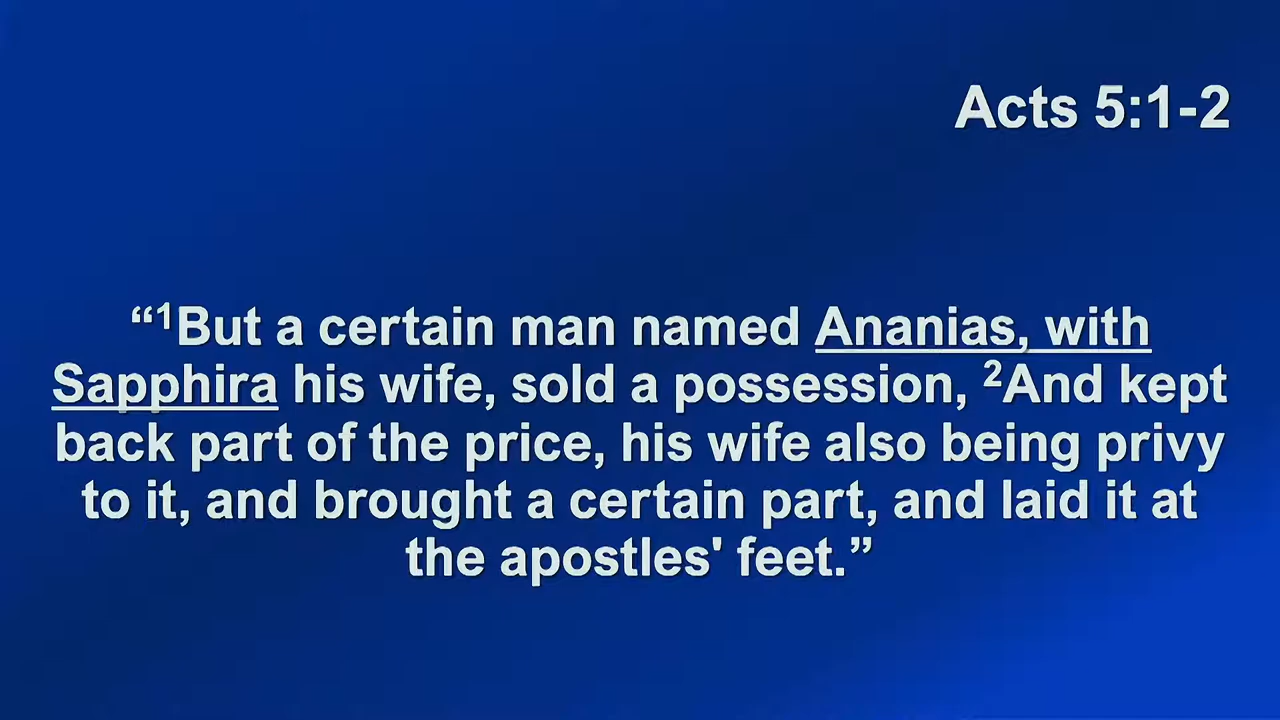 Acts 5:1-2
“¹But a certain man named Ananias, with
Sapphira his wife, sold a possession, ²And kept
back part of the price, his wife also being privy
to it, and brought a certain part, and laid it at
the apostles' feet.”